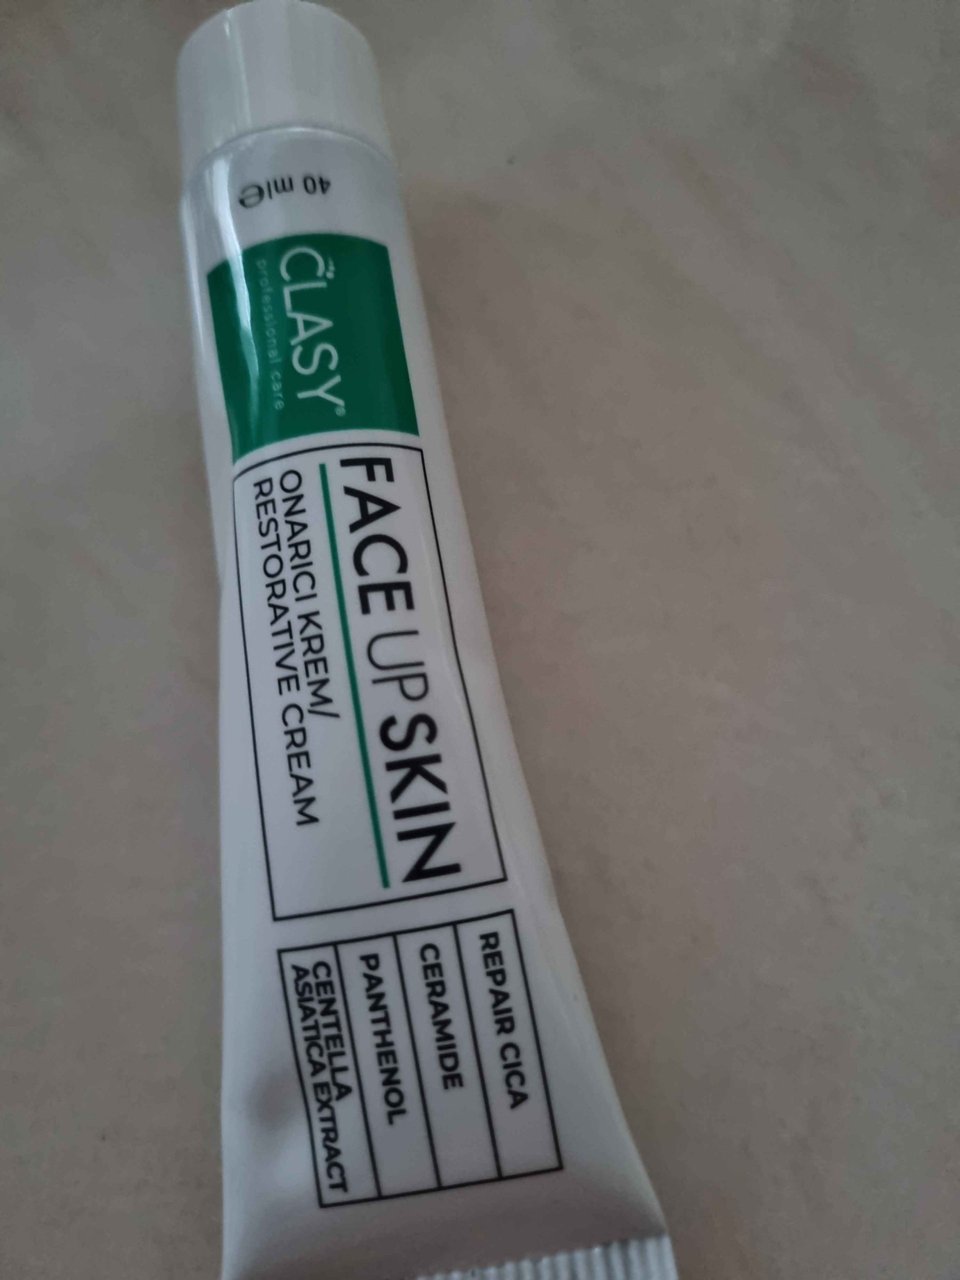 40 ml e
CLASY®
professional care
FACE UP SKIN
ONARICI KREM/
RESTORATIVE CREAM
REPAIR CICA
CERAMIDE
PANTHENOL
CENTELLA
ASIATICA EXTRACT